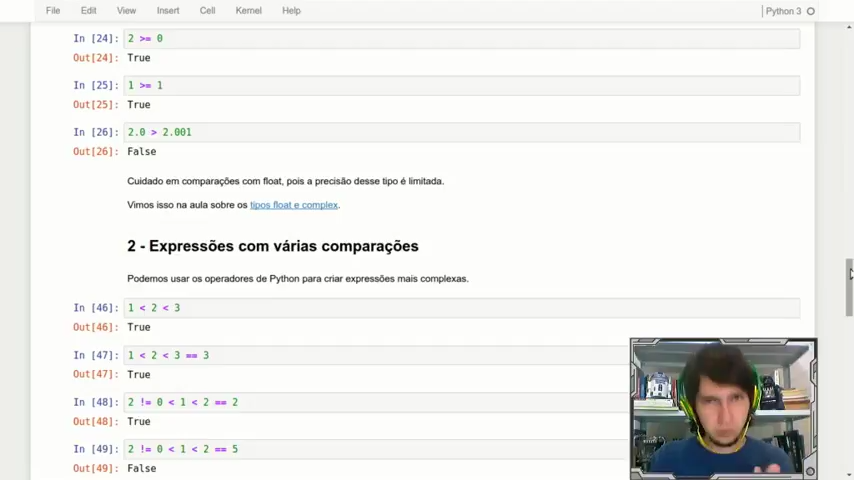 File Edit View Insert Cell Kernel Help Python 3
In [24]: 2 >= 0
Out[24]: True
In [25]: 1 >= 1
Out[25]: True
In [26]: 2.0 > 2.001
Out[26]: False
Cuidado em comparações com float, pois a precisão desse tipo é limitada.
Vimos isso na aula sobre os tipos float e complex.
2 - Expressões com várias comparações
Podemos usar os operadores de Python para criar expressões mais complexas.
In [46]: 1 < 2 < 3
Out[46]: True
In [47]: 1 < 2 < 3 == 3
Out[47]: True
In [48]: 2 != 0 < 1 < 2 == 2
Out[48]: True
In [49]: 2 != 0 < 1 < 2 == 5
Out[49]: False